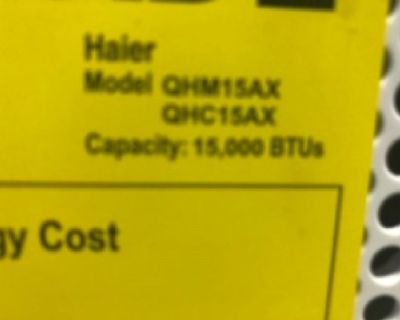 Haier
Model QHM15AX
QHC15AX
Capacity: 15,000 BTUs
gy Cost